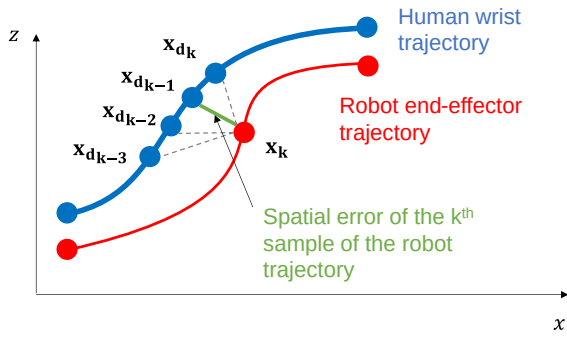 z
Human wrist
trajectory
x_{d_k}
x_{d_{k-1}}
x_{d_{k-2}}
x_{d_{k-3}}
Robot end-effector
trajectory
x_k
Spatial error of the k^{th}
sample of the robot
trajectory
x